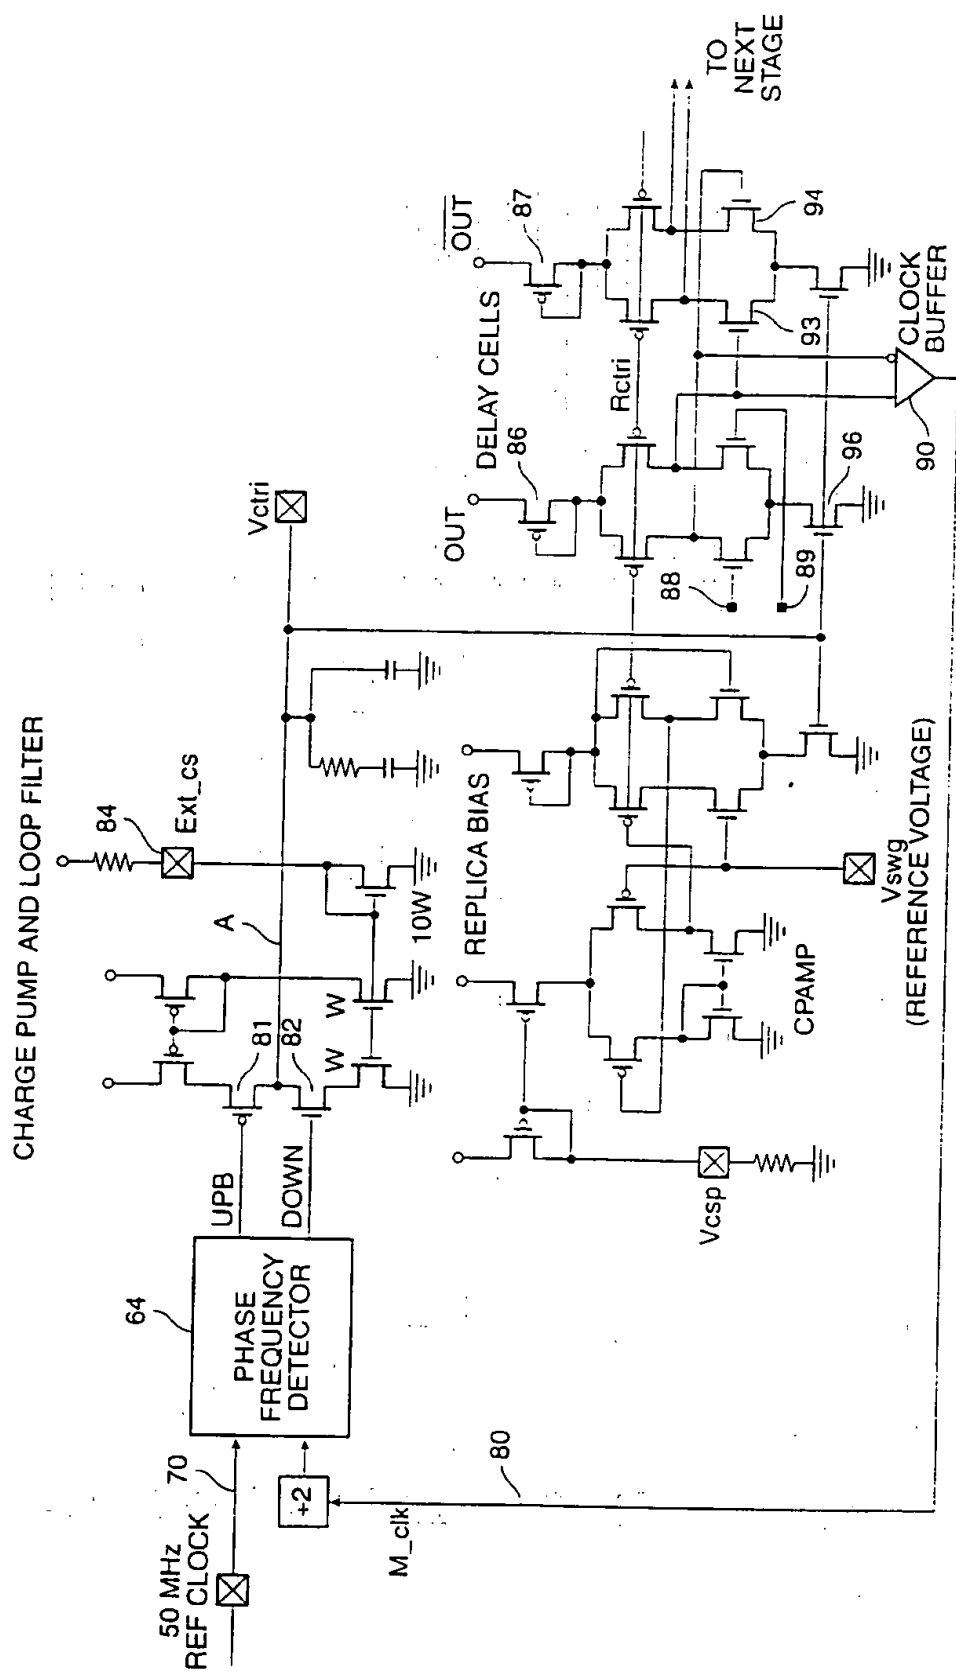 CHARGE PUMP AND LOOP FILTER
50 MHz
REF CLOCK
70
64
PHASE
FREQUENCY
DETECTOR
+2
M_clk
80
UPB
DOWN
81
82
W
W
10W
A
84
Ext_cs
Vctrl
REPLICA BIAS
Vcsp
CPAMP
Vswg
(REFERENCE VOLTAGE)
DELAY CELLS
OUT
86
OUT
87
Rctrl
88
89
93
94
96
90
CLOCK
BUFFER
TO
NEXT
STAGE